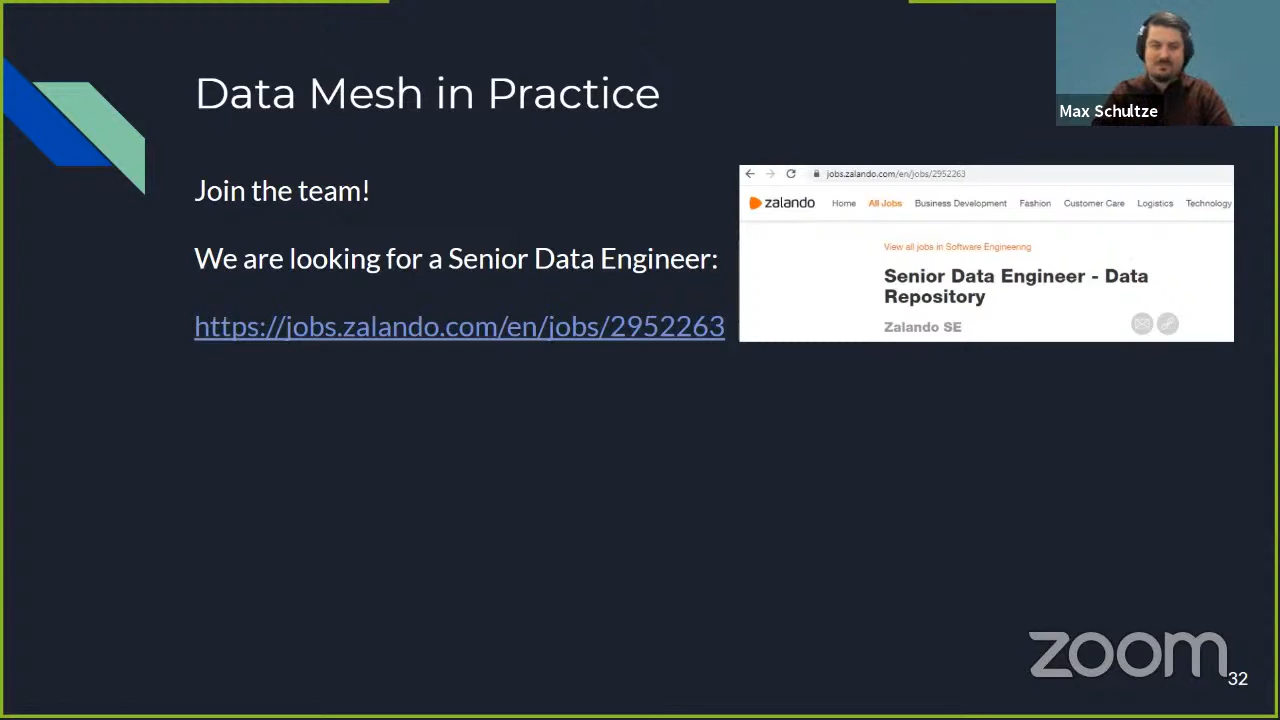 Data Mesh in Practice
Max Schultze
Join the team!
We are looking for a Senior Data Engineer:
https://jobs.zalando.com/en/jobs/2952263
jobs.zalando.com/en/jobs/2952263
zalando Home All Jobs Business Development Fashion Customer Care Logistics Technology
View all jobs in Software Engineering
Senior Data Engineer - Data
Repository
Zalando SE
zoom
32